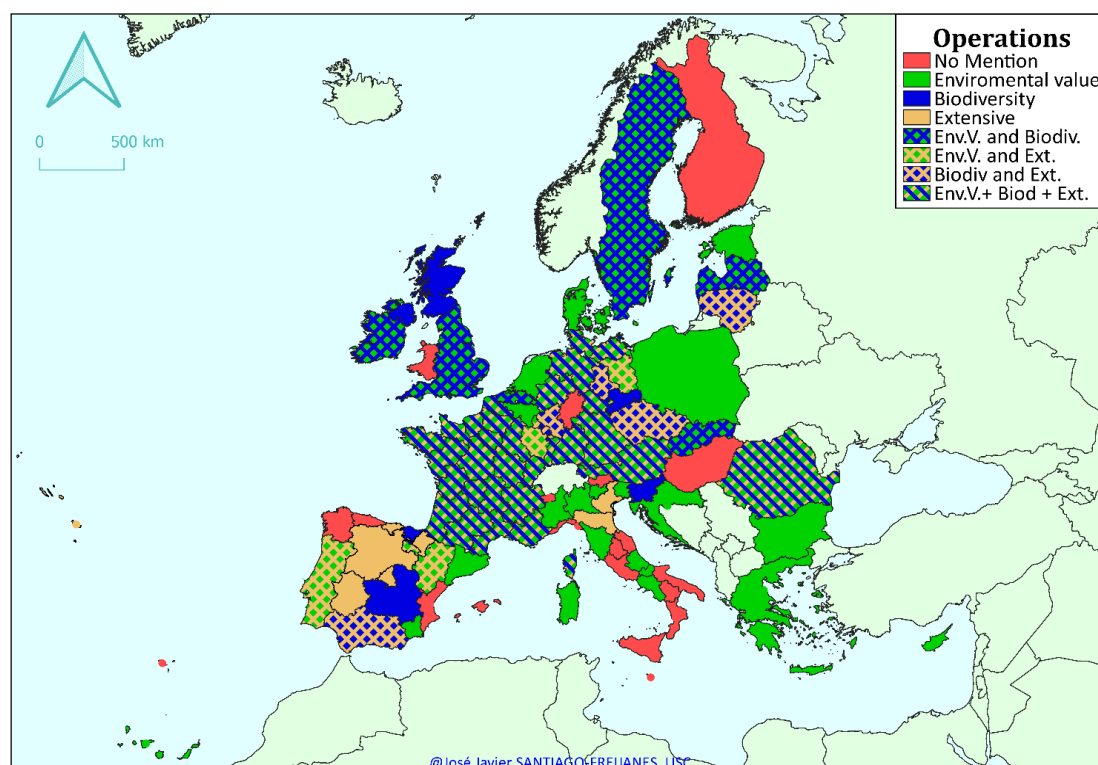 Operations
No Mention
Enviromental value
Biodiversity
Extensive
Env.V. and Biodiv.
Env.V. and Ext.
Biodiv and Ext.
Env.V.+ Biod + Ext.
0 500 km
@José Javier SANTIAGO-FREIJANES, USC